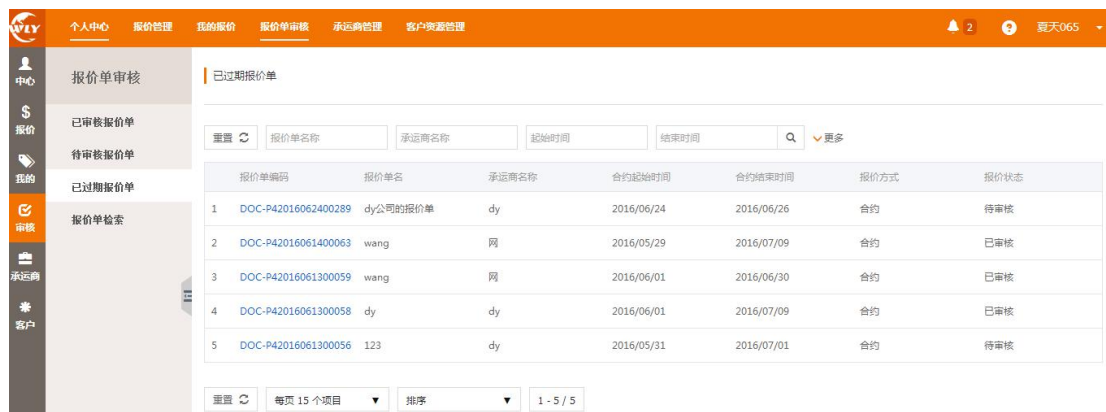 WLY 个人中心 报价管理 我的报价 报价单审核 承运商管理 客户资源管理 2 夏天065
中心
报价
我的
审核
承运商
客户
报价单审核
已审核报价单
待审核报价单
已过期报价单
报价单检索
已过期报价单
重置 报价单名称 承运商名称 起始时间 结束时间 更多
报价单编码 报价单名 承运商名称 合约起始时间 合约结束时间 报价方式 报价状态
1 DOC-P42016062400289 dy公司的报价单 dy 2016/06/24 2016/06/26 合约 待审核
2 DOC-P42016061400063 wang 网 2016/05/29 2016/07/09 合约 已审核
3 DOC-P42016061300059 wang 网 2016/06/01 2016/06/30 合约 已审核
4 DOC-P42016061300058 dy dy 2016/06/01 2016/07/09 合约 已审核
5 DOC-P42016061300056 123 dy 2016/05/31 2016/07/01 合约 待审核
重置 每页 15 个项目 排序 1 - 5 / 5